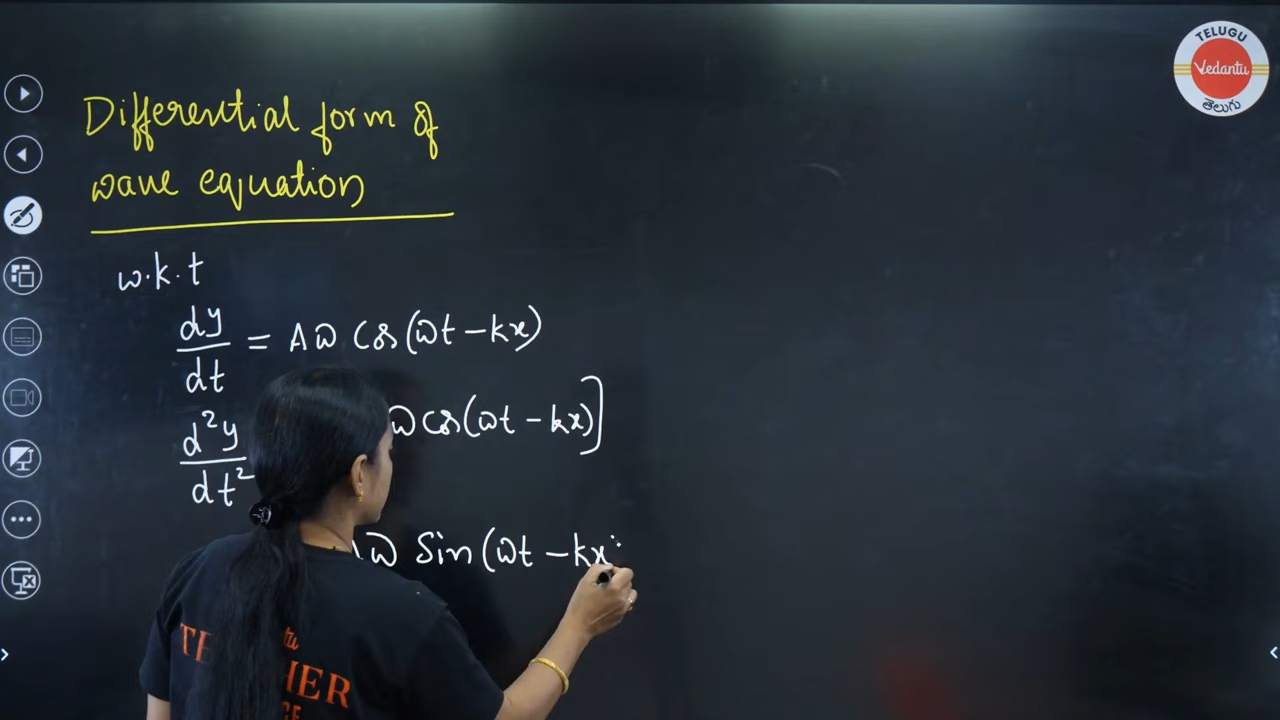 TELUGU
Vedantu
తెలుగు
Differential form of
wave equation
w.k.t
dy/dt = Aω Cos(ωt – kx)
d²y/dt² ω cos(ωt – kx)]
Aω Sin (ωt – kx